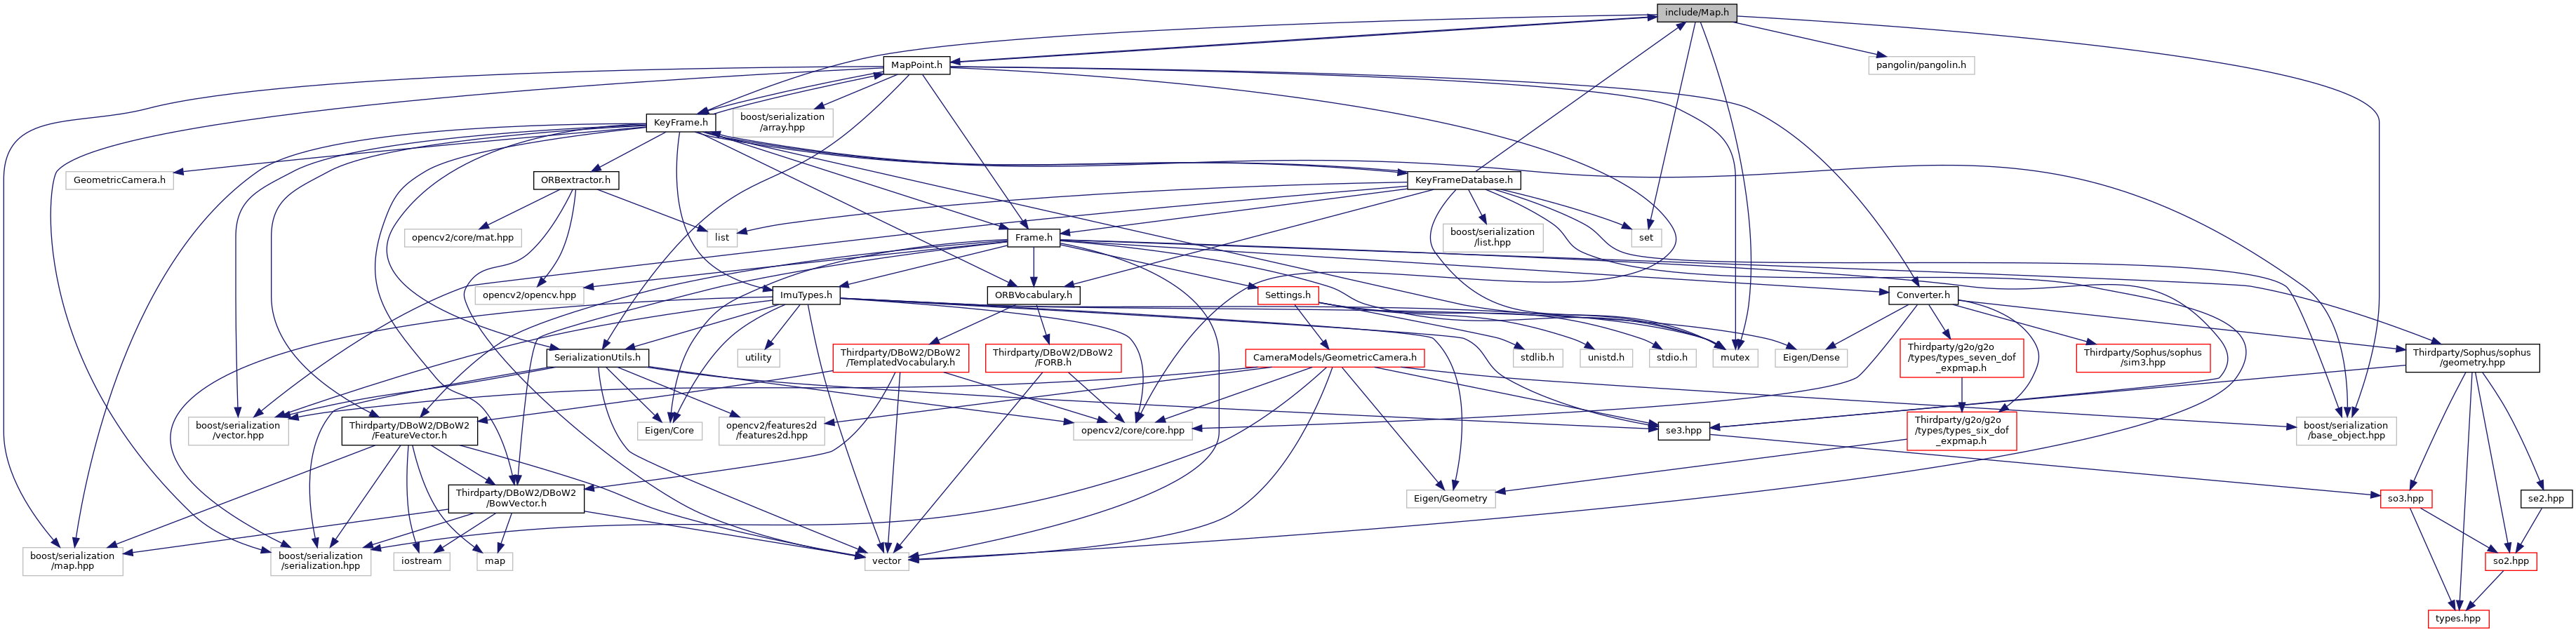 include/Map.h
MapPoint.h
pangolin/pangolin.h
boost/serialization
/array.hpp
KeyFrame.h
GeometricCamera.h
ORBextractor.h
KeyFrameDatabase.h
opencv2/core/mat.hpp
list
Frame.h
boost/serialization
/list.hpp
set
opencv2/opencv.hpp
ImuTypes.h
ORBVocabulary.h
Settings.h
Converter.h
SerializationUtils.h
utility
Thirdparty/DBoW2/DBoW2
/TemplatedVocabulary.h
Thirdparty/DBoW2/DBoW2
/FORB.h
CameraModels/GeometricCamera.h
stdlib.h
unistd.h
stdio.h
mutex
Eigen/Dense
Thirdparty/g2o/g2o
/types/types_seven_dof
_expmap.h
Thirdparty/Sophus/sophus
/sim3.hpp
Thirdparty/Sophus/sophus
/geometry.hpp
boost/serialization
/vector.hpp
Thirdparty/DBoW2/DBoW2
/FeatureVector.h
Eigen/Core
opencv2/features2d
/features2d.hpp
opencv2/core/core.hpp
se3.hpp
Thirdparty/g2o/g2o
/types/types_six_dof
_expmap.h
boost/serialization
/base_object.hpp
Thirdparty/DBoW2/DBoW2
/BowVector.h
Eigen/Geometry
so3.hpp
se2.hpp
boost/serialization
/map.hpp
boost/serialization
/serialization.hpp
iostream
map
vector
so2.hpp
types.hpp